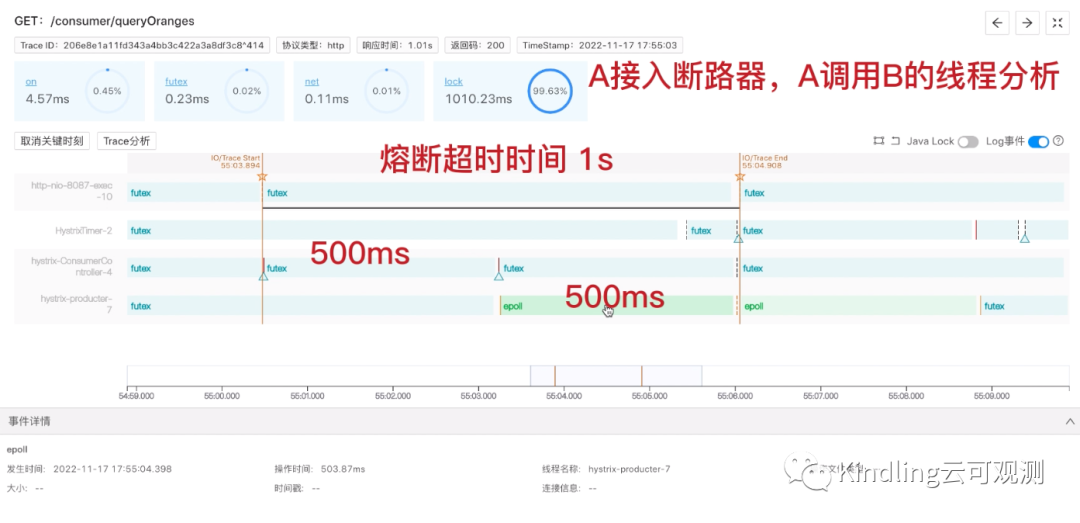 GET: /consumer/queryOranges
Trace ID: 206e8e1a11fd343a4bb3c422a3a8df3c8^414 协议类型: http 响应时间: 1.01s 返回码: 200 TimeStamp: 2022-11-17 17:55:03
on
4.57ms
0.45%
futex
0.23ms
0.02%
net
0.11ms
0.01%
lock
1010.23ms
99.63%
A接入断路器，A调用B的线程分析
取消关键时刻 Trace分析
Java Lock Log事件
IO/Trace Start
55:03.894
熔断超时时间 1s
IO/Trace End
55:04.908
http-nio-8087-exec
-10
futex futex futex
HystrixTimer-2
futex futex futex
500ms
hystrix-ConsumerCo
ntroller-4
futex futex futex
500ms
hystrix-producter-
7
futex epoll epoll futex
54:59.000 55:00.000 55:01.000 55:02.000 55:03.000 55:04.000 55:05.000 55:06.000 55:07.000 55:08.000 55:09.000
事件详情
epoll
发生时间: 2022-11-17 17:55:04.398 操作时间: 503.87ms 线程名称: hystrix-producter-7 文件类型:
大小: -- 时间戳: -- 连接信息: --
Kindling云可观测